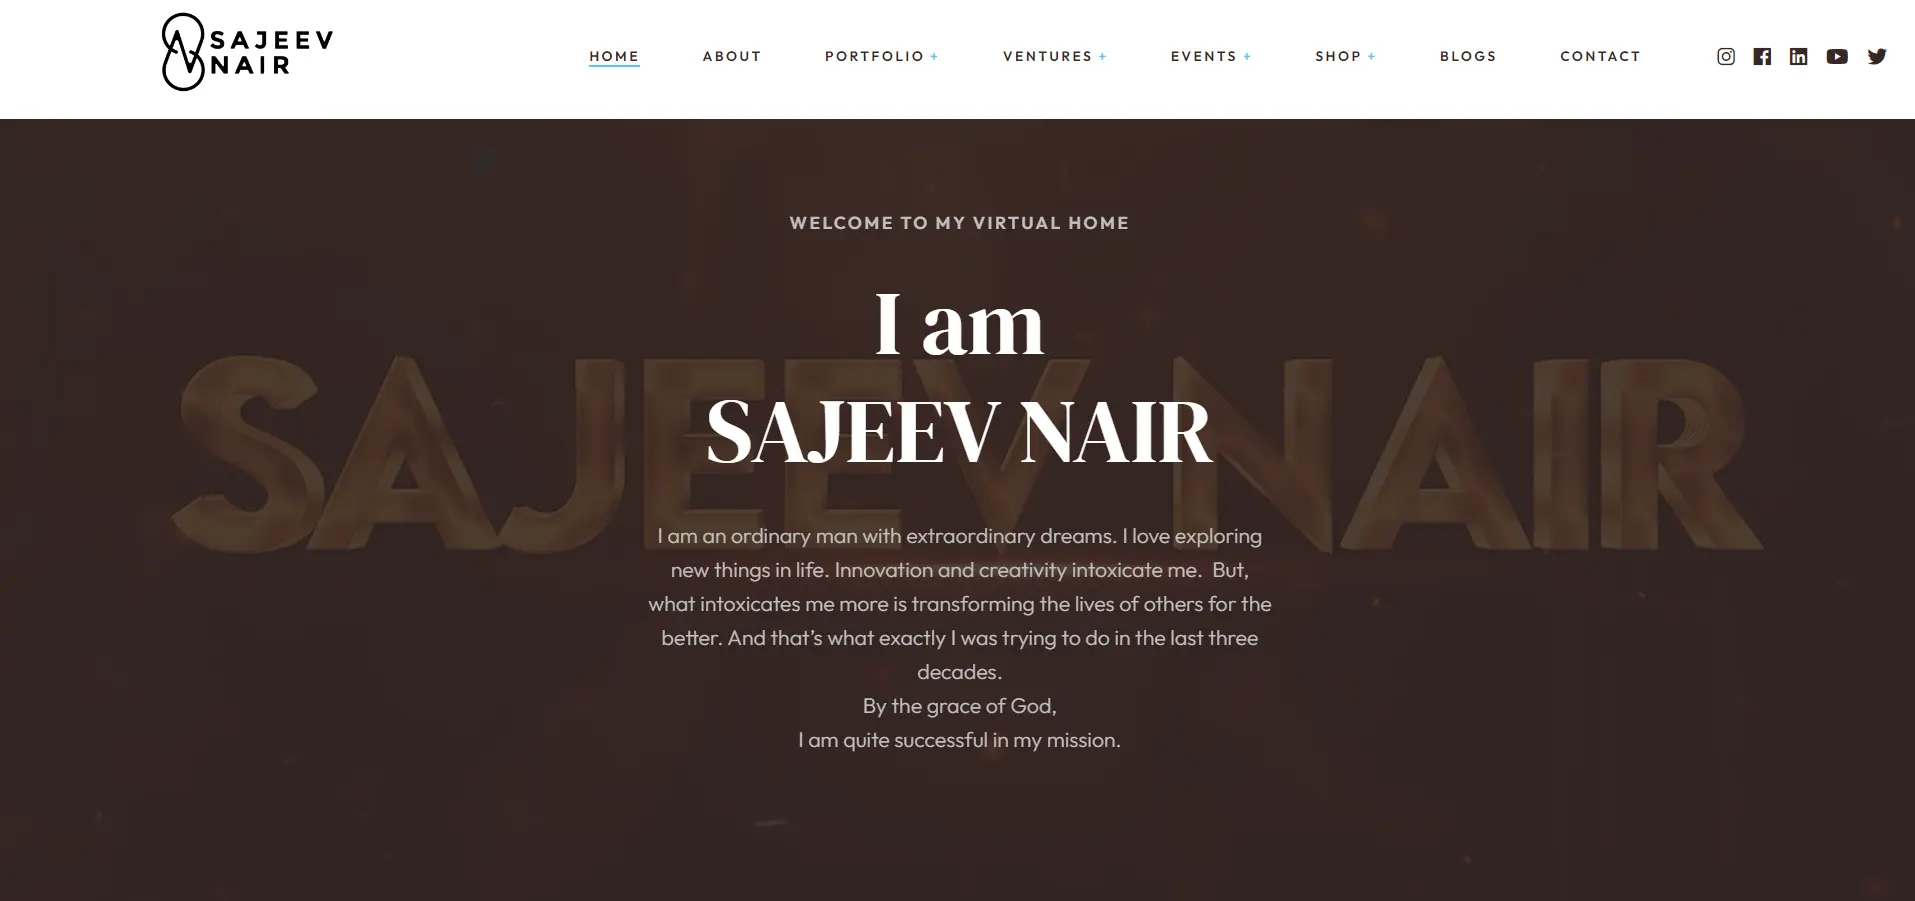 SAJEEV
NAIR
HOME ABOUT PORTFOLIO + VENTURES + EVENTS + SHOP + BLOGS CONTACT
WELCOME TO MY VIRTUAL HOME
I am
SAJEEV NAIR
SAJEEV NAIR
I am an ordinary man with extraordinary dreams. I love exploring
new things in life. Innovation and creativity intoxicate me. But,
what intoxicates me more is transforming the lives of others for the
better. And that’s what exactly I was trying to do in the last three
decades.
By the grace of God,
I am quite successful in my mission.